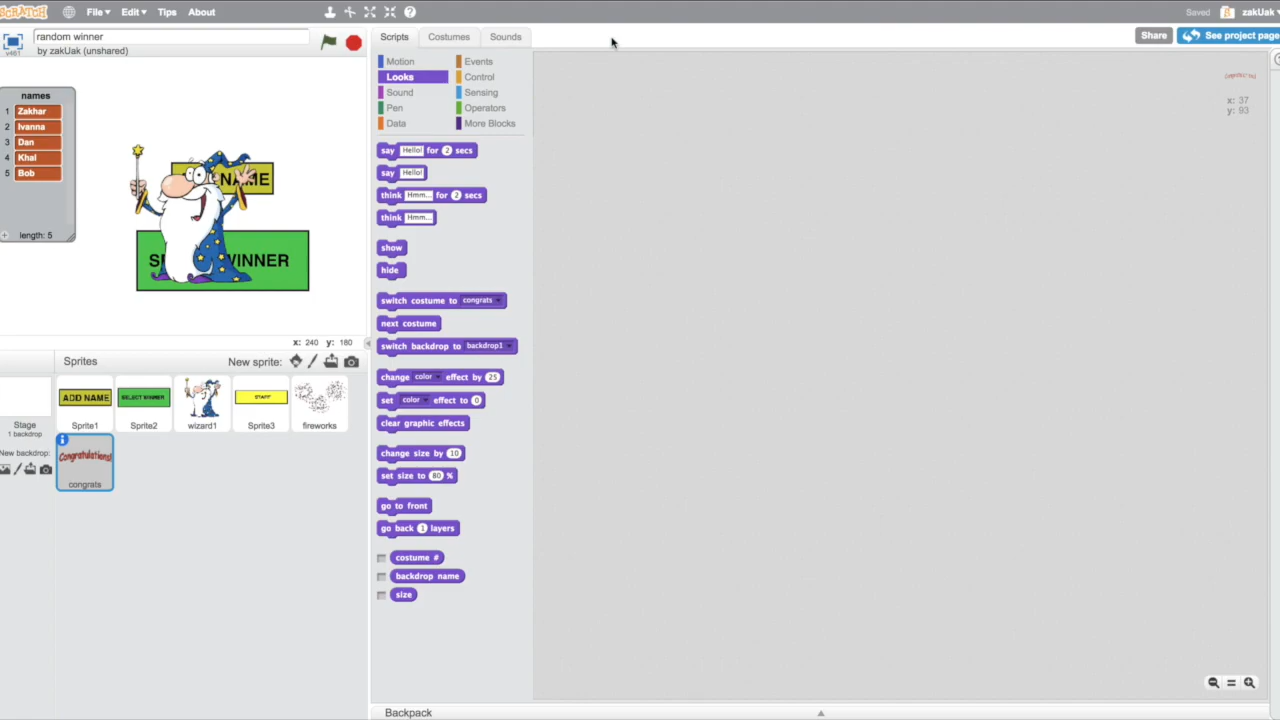 SCRATCH File Edit Tips About Saved zakUak
random winner
by zakUak (unshared)
v461
Scripts Costumes Sounds
Share See project page
Motion Events
Looks Control
Sound Sensing
Pen Operators
Data More Blocks
names
1 Zakhar
2 Ivanna
3 Dan
4 Khal
5 Bob
length: 5
NAME
WINNER
x: 240 y: 180
say Hello! for 2 secs
say Hello!
think Hmm... for 2 secs
think Hmm...
show
hide
switch costume to congrats
next costume
switch backdrop to backdrop1
change color effect by 25
set color effect to 0
clear graphic effects
change size by 10
set size to 80 %
go to front
go back 1 layers
costume #
backdrop name
size
x: 37
y: 93
Sprites New sprite:
ADD NAME SELECT WINNER START
Sprite1 Sprite2 wizard1 Sprite3 fireworks
Stage
1 backdrop
New backdrop:
Congratulations!
congrats
Backpack